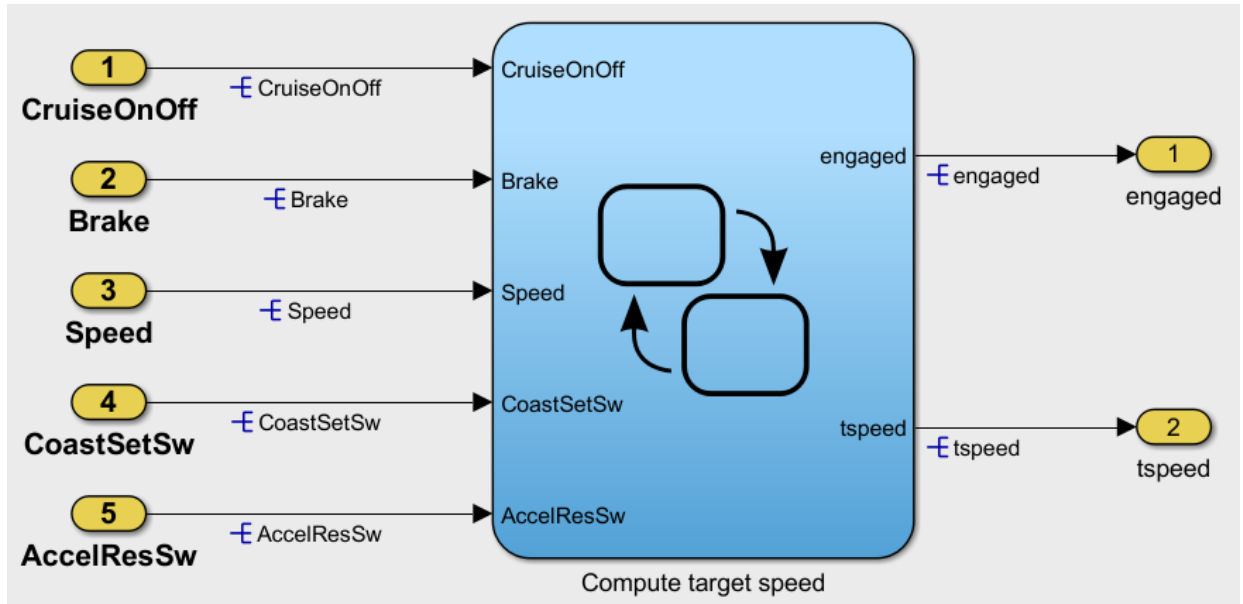 1
CruiseOnOff
CruiseOnOff
CruiseOnOff
2
Brake
Brake
Brake
3
Speed
Speed
Speed
4
CoastSetSw
CoastSetSw
CoastSetSw
5
AccelResSw
AccelResSw
AccelResSw
engaged
engaged
1
engaged
tspeed
tspeed
2
tspeed
Compute target speed